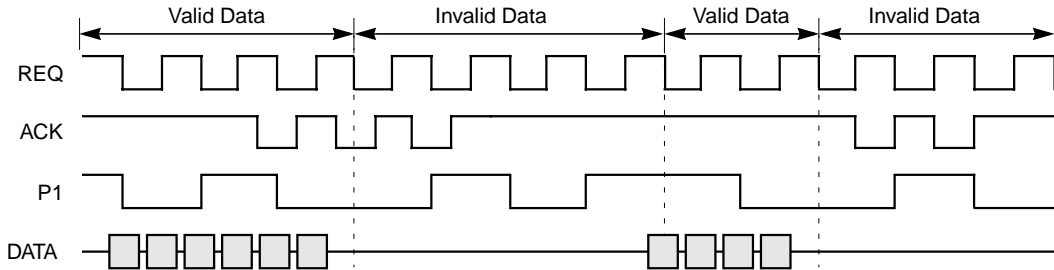 Valid Data Invalid Data Valid Data Invalid Data
REQ
ACK
P1
DATA